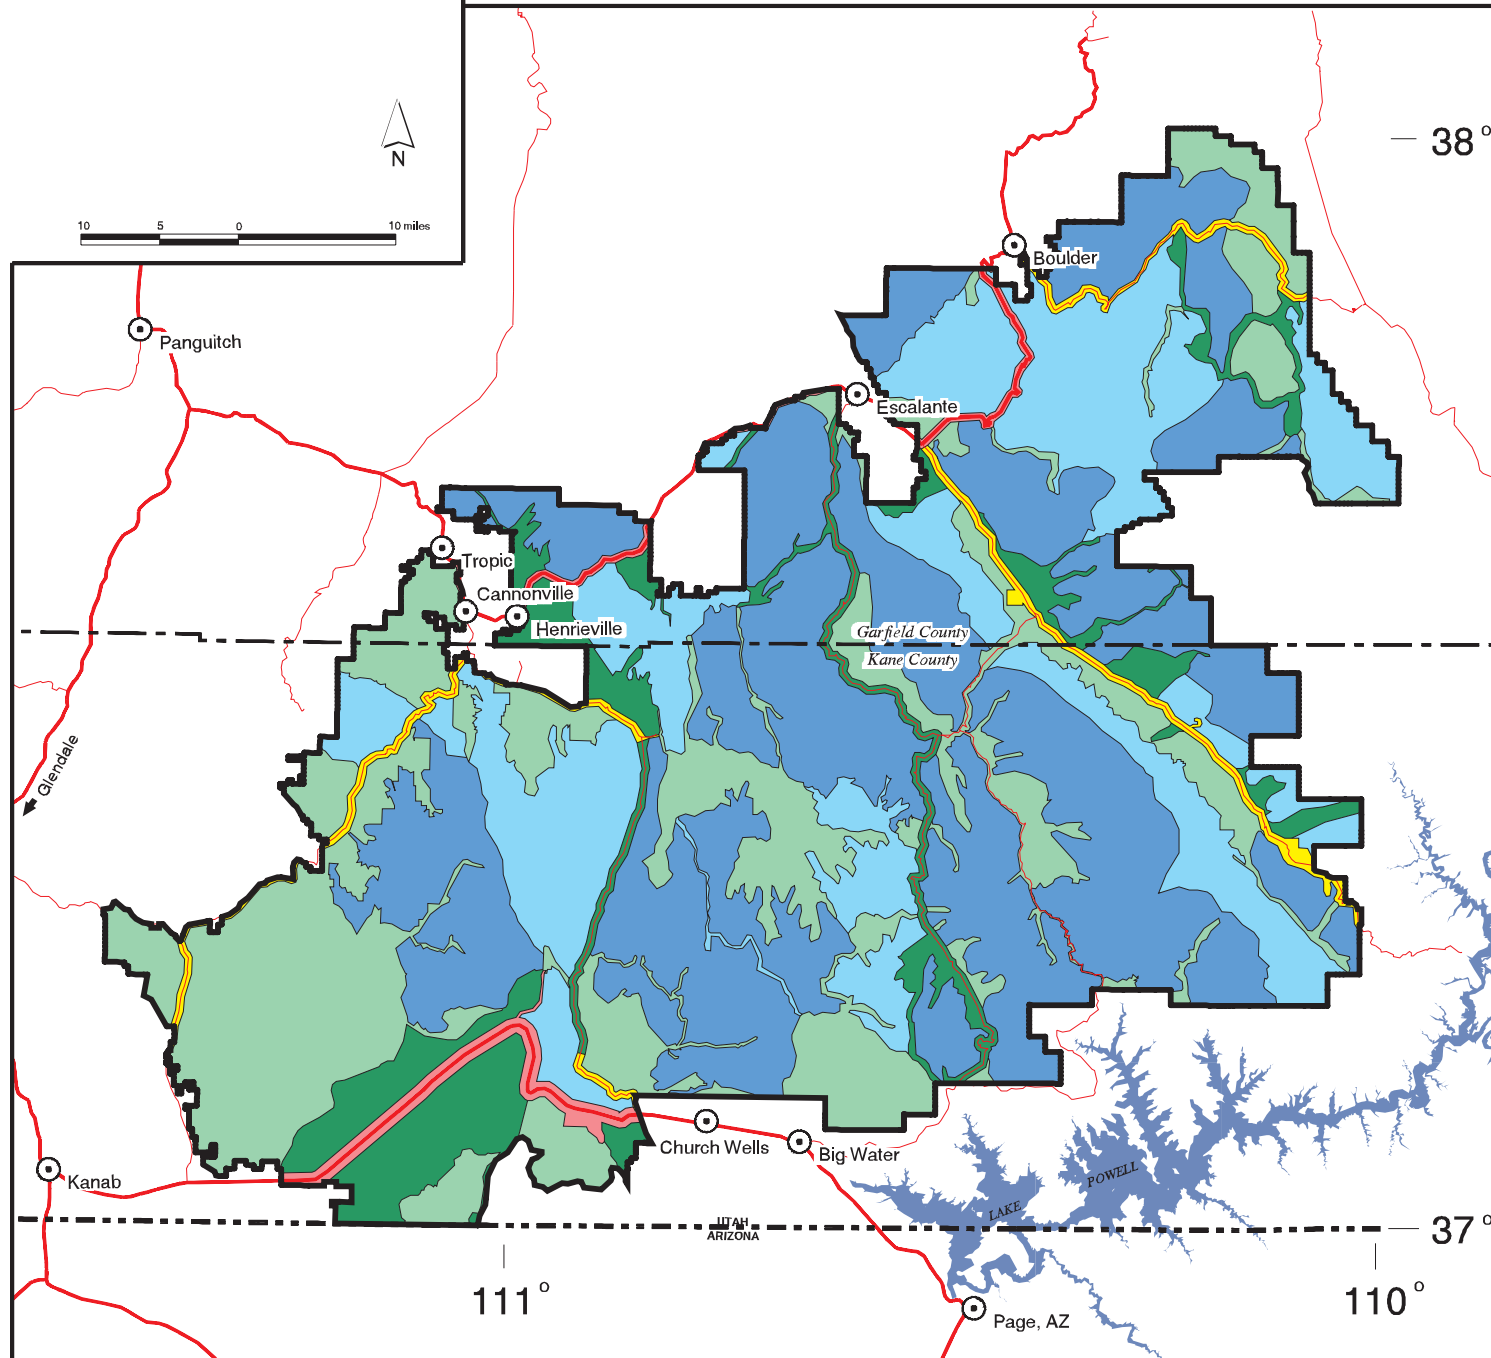 38°
N
10 5 0 10 miles
Boulder
Panguitch
Escalante
Tropic
Cannonville
Henrieville
Garfield County
Kane County
Glendale
Church Wells
Big Water
Kanab
POWELL
LAKE
UTAH
ARIZONA
37°
111°
110°
Page, AZ